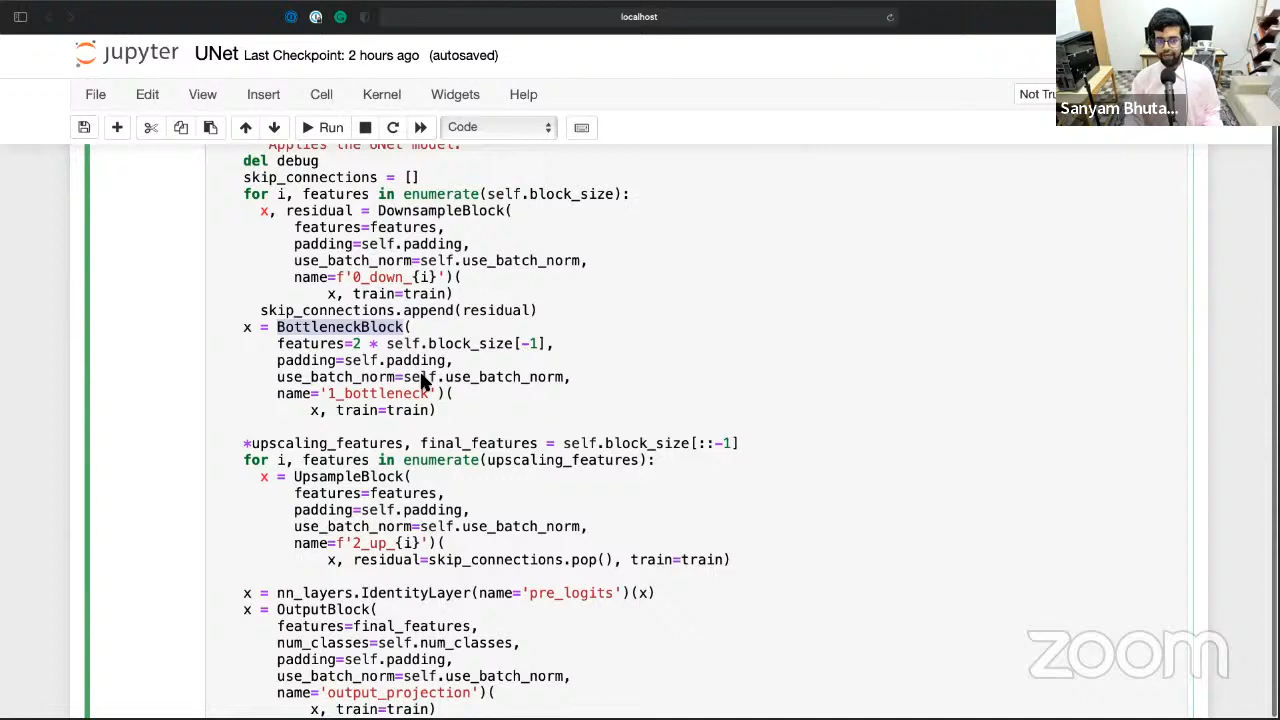 localhost
jupyter UNet Last Checkpoint: 2 hours ago (autosaved)
Not Tru
Sanyam Bhuta...
File Edit View Insert Cell Kernel Widgets Help
Run Code
Applies the UNet model.
del debug
skip_connections = []
for i, features in enumerate(self.block_size):
x, residual = DownsampleBlock(
features=features,
padding=self.padding,
use_batch_norm=self.use_batch_norm,
name=f'0_down_{i}')(
x, train=train)
skip_connections.append(residual)
x = BottleneckBlock(
features=2 * self.block_size[-1],
padding=self.padding,
use_batch_norm=self.use_batch_norm,
name='1_bottleneck')(
x, train=train)
*upscaling_features, final_features = self.block_size[::-1]
for i, features in enumerate(upscaling_features):
x = UpsampleBlock(
features=features,
padding=self.padding,
use_batch_norm=self.use_batch_norm,
name=f'2_up_{i}')(
x, residual=skip_connections.pop(), train=train)
x = nn_layers.IdentityLayer(name='pre_logits')(x)
x = OutputBlock(
features=final_features,
num_classes=self.num_classes,
padding=self.padding,
use_batch_norm=self.use_batch_norm,
name='output_projection')(
x, train=train)
zoom